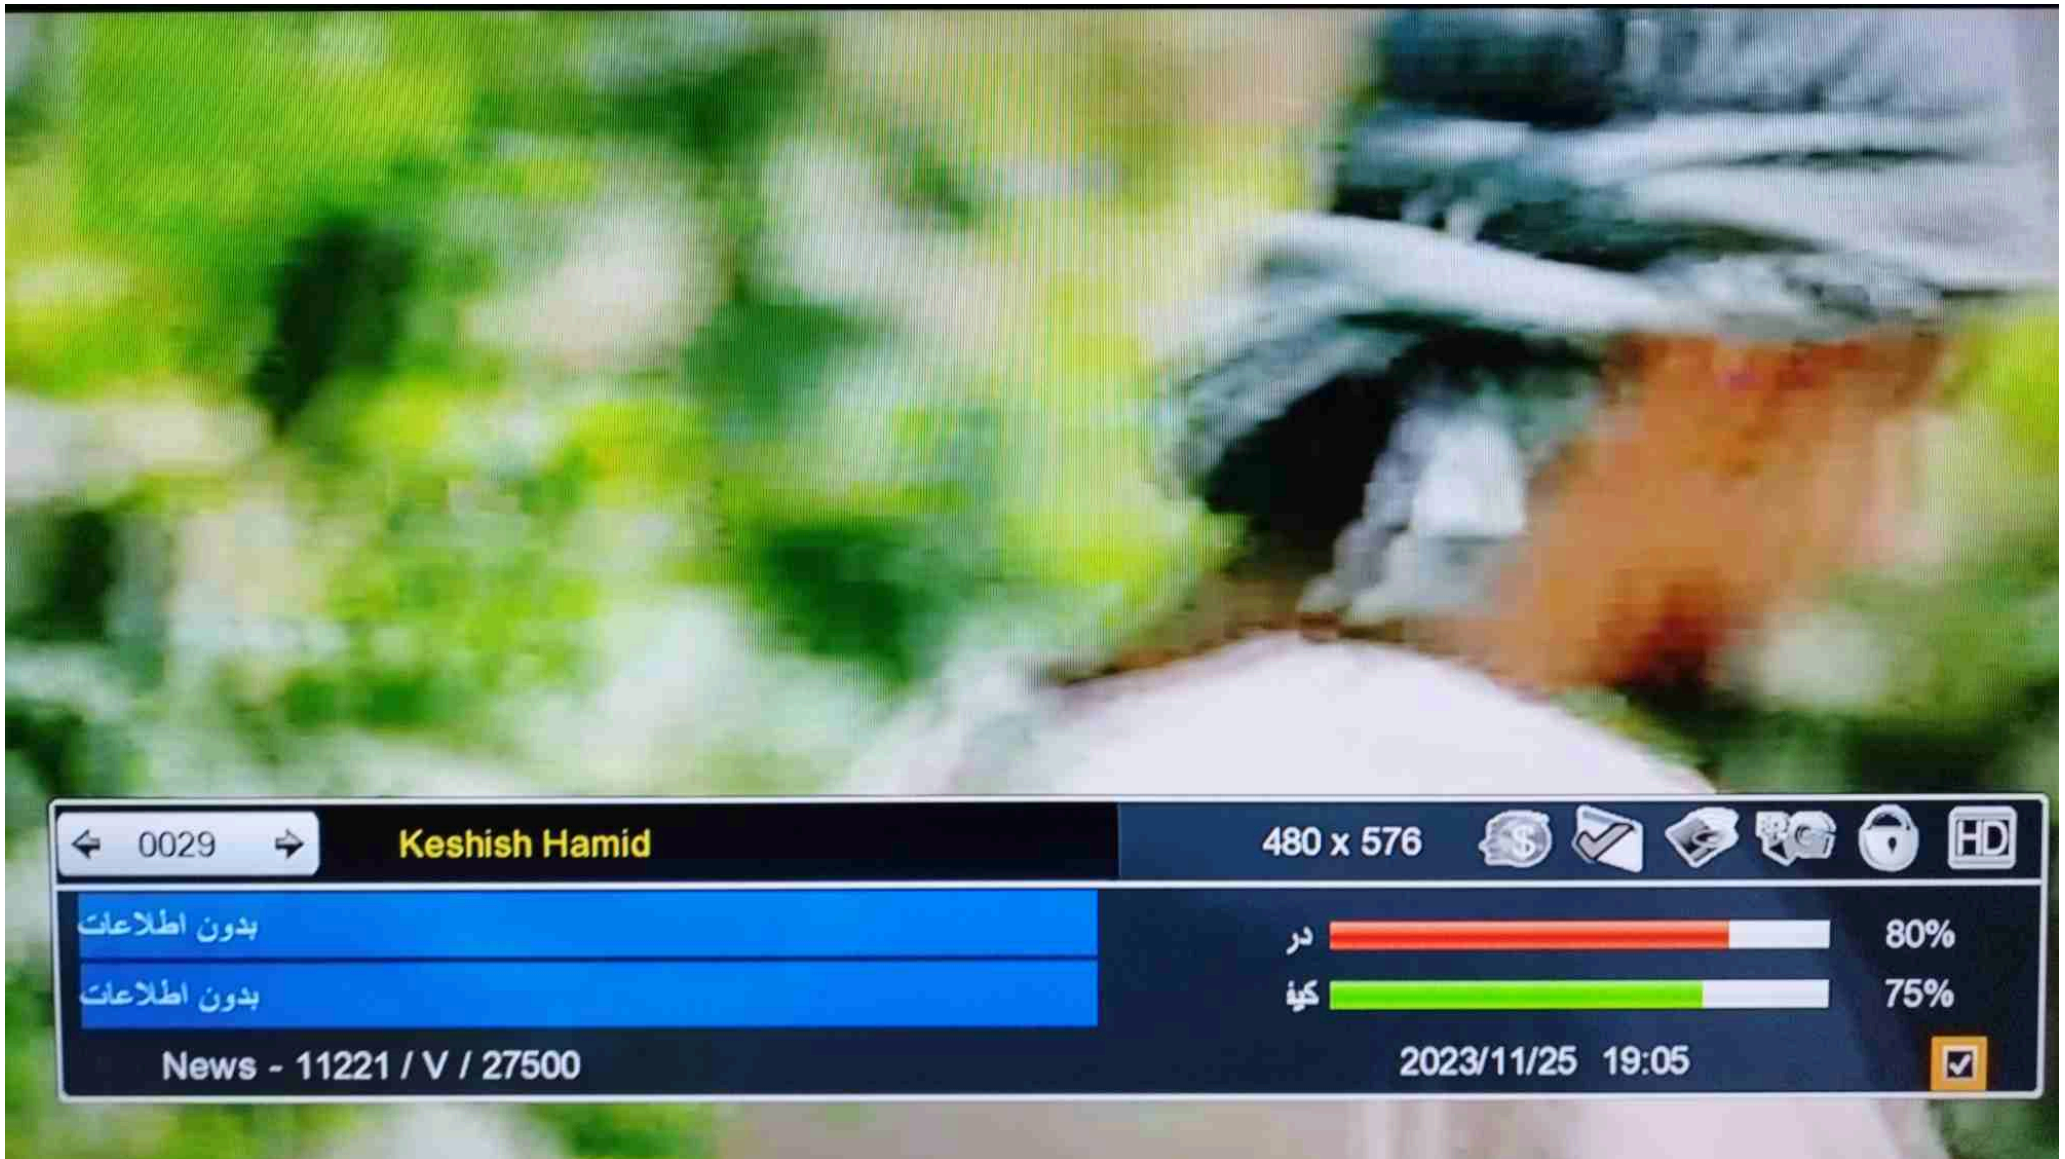 0029 Keshish Hamid 480 x 576 HD
بدون اطلاعات
در 80%
بدون اطلاعات
کیف 75%
News - 11221 / V / 27500 2023/11/25 19:05